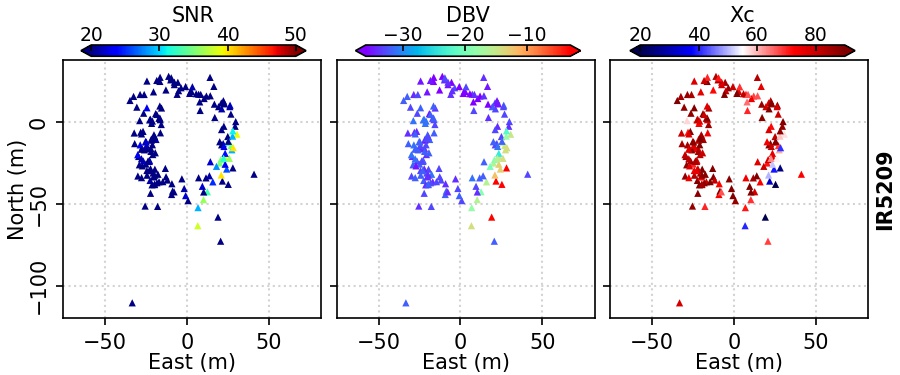 SNR DBV Xc
20 30 40 50 −30 −20 −10 20 40 60 80
0
−50
−100
North (m)
IR5209
−50 0 50 −50 0 50 −50 0 50
East (m) East (m) East (m)